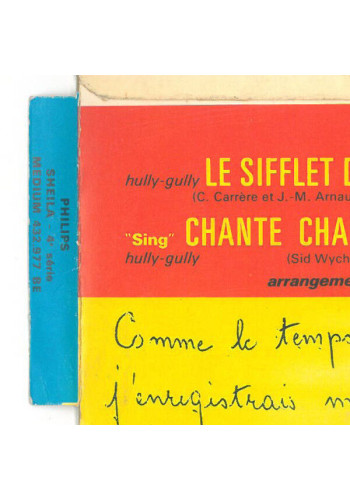 PHILIPS
SHEILA - 4e série
MEDIUM 432.977 BE
hully-gully LE SIFFLET D
(C. Carrère et J.-M. Arnau
"Sing" CHANTE CHA
hully-gully (Sid Wych
arrangeme
Comme le temps
j'enregistrais m